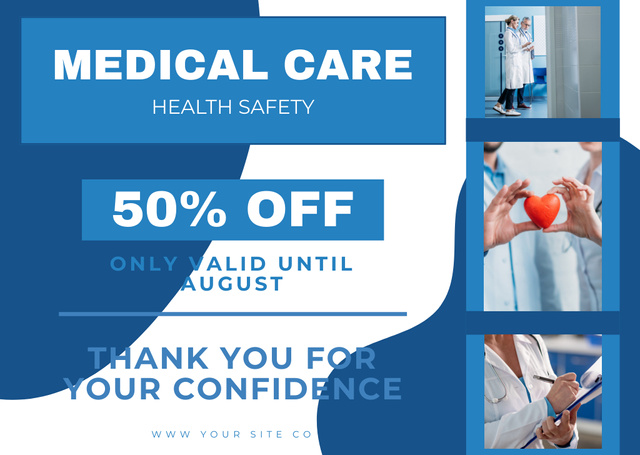 MEDICAL CARE
HEALTH SAFETY
50% OFF
ONLY VALID UNTIL
AUGUST
THANK YOU FOR
YOUR CONFIDENCE
WWW YOUR SITE CO